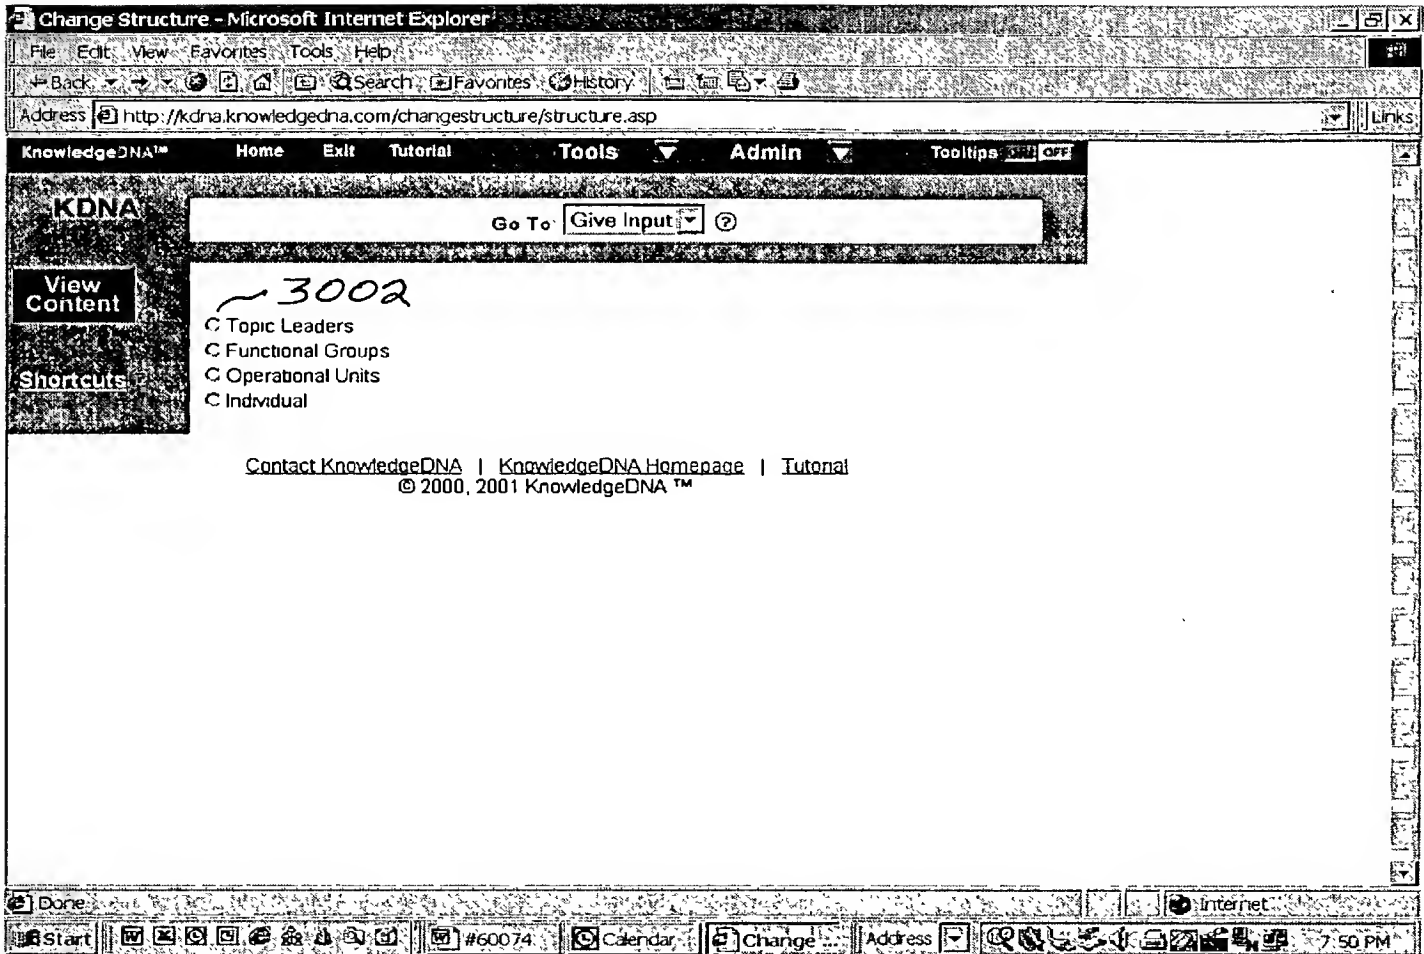 Change Structure - Microsoft Internet Explorer
File Edit View Favorites Tools Help
Back Search Favorites History
Address http://kdna.knowledgedna.com/changestructure/structure.asp Links
KnowledgeDNA™ Home Exit Tutorial Tools Admin Tooltips ON OFF
KDNA
Go To: Give Input ?
View
Content
3002
Topic Leaders
Functional Groups
Operational Units
Individual
Shortcuts
Contact KnowledgeDNA | KnowledgeDNA Homepage | Tutorial
© 2000, 2001 KnowledgeDNA ™
Done Internet
Start #60074 Calendar Change ... Address 7:50 PM